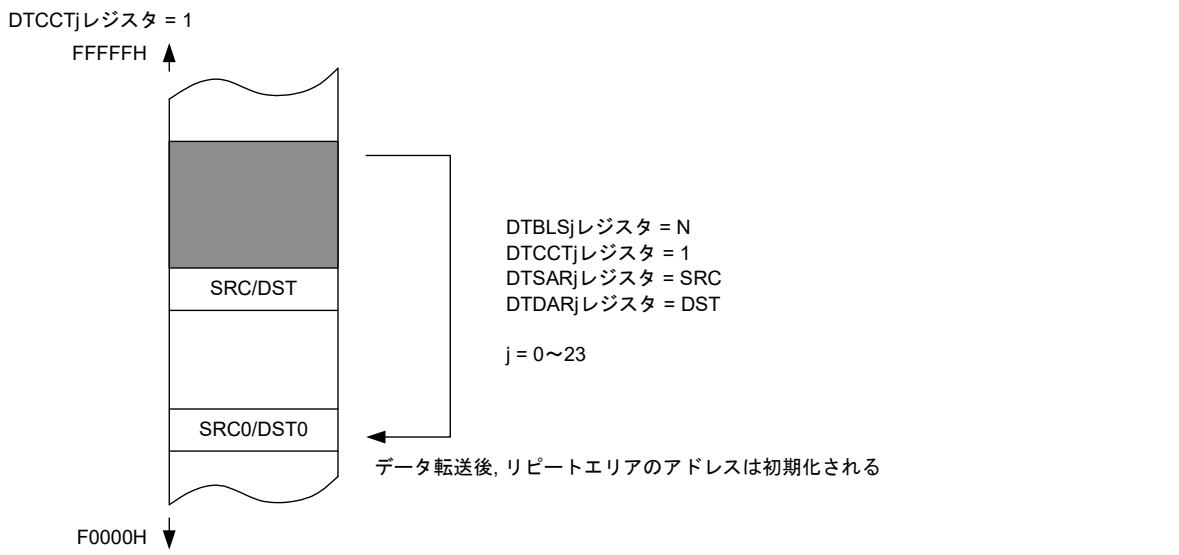 DTCCTjレジスタ = 1
FFFFFH
SRC/DST
SRC0/DST0
F0000H
DTBLSjレジスタ = N
DTCCTjレジスタ = 1
DTSARjレジスタ = SRC
DTDARjレジスタ = DST
j = 0～23
データ転送後, リピートエリアのアドレスは初期化される